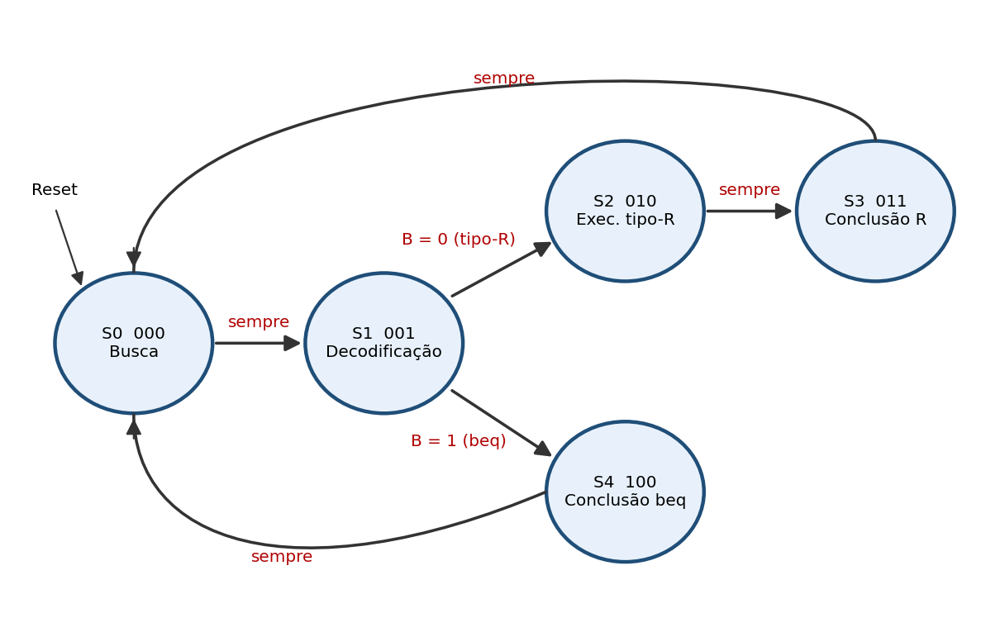 sempre
Reset
S2  010
Exec. tipo-R
sempre
S3  011
Conclusão R
B = 0 (tipo-R)
S0  000
Busca
sempre
S1  001
Decodificação
B = 1 (beq)
S4  100
Conclusão beq
sempre